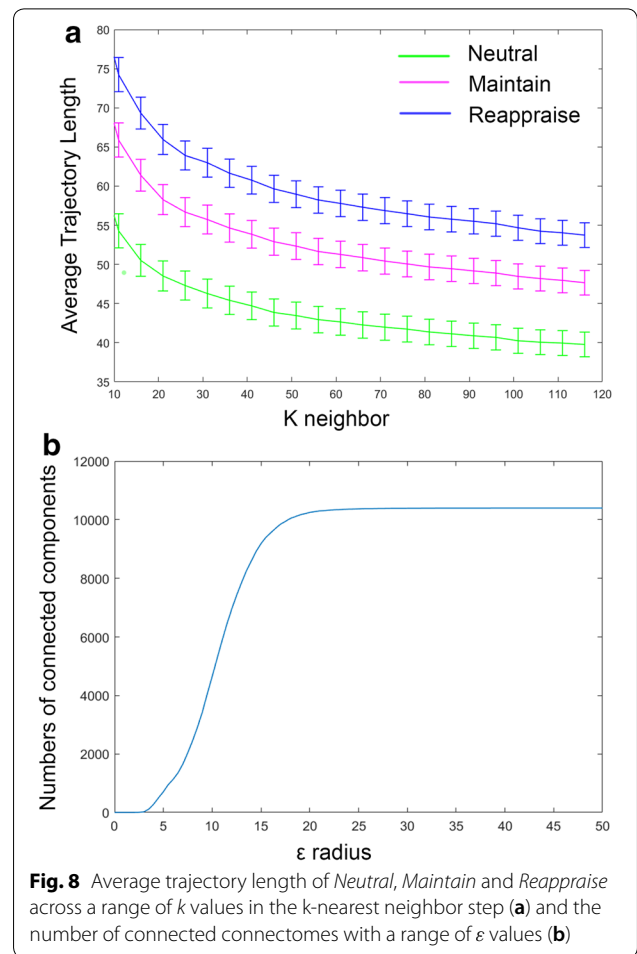 a
80
75
70
65
60
55
50
45
40
35
Average Trajectory Length
Neutral
Maintain
Reappraise
10 20 30 40 50 60 70 80 90 100 110 120
K neighbor
b
12000
10000
8000
6000
4000
2000
0
Numbers of connected components
0 5 10 15 20 25 30 35 40 45 50
ε radius
Fig. 8 Average trajectory length of Neutral, Maintain and Reappraise
across a range of k values in the k-nearest neighbor step (a) and the
number of connected connectomes with a range of ε values (b)